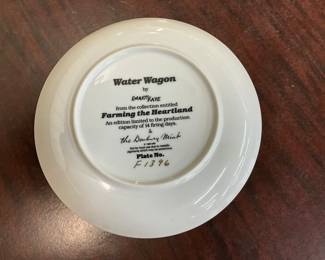 Water Wagon
by
from the collection entitled
Farming the Heartland
An edition limited to the production
capacity of 14 firing days.
&
the Danbury Mint
Plate No.
F1396